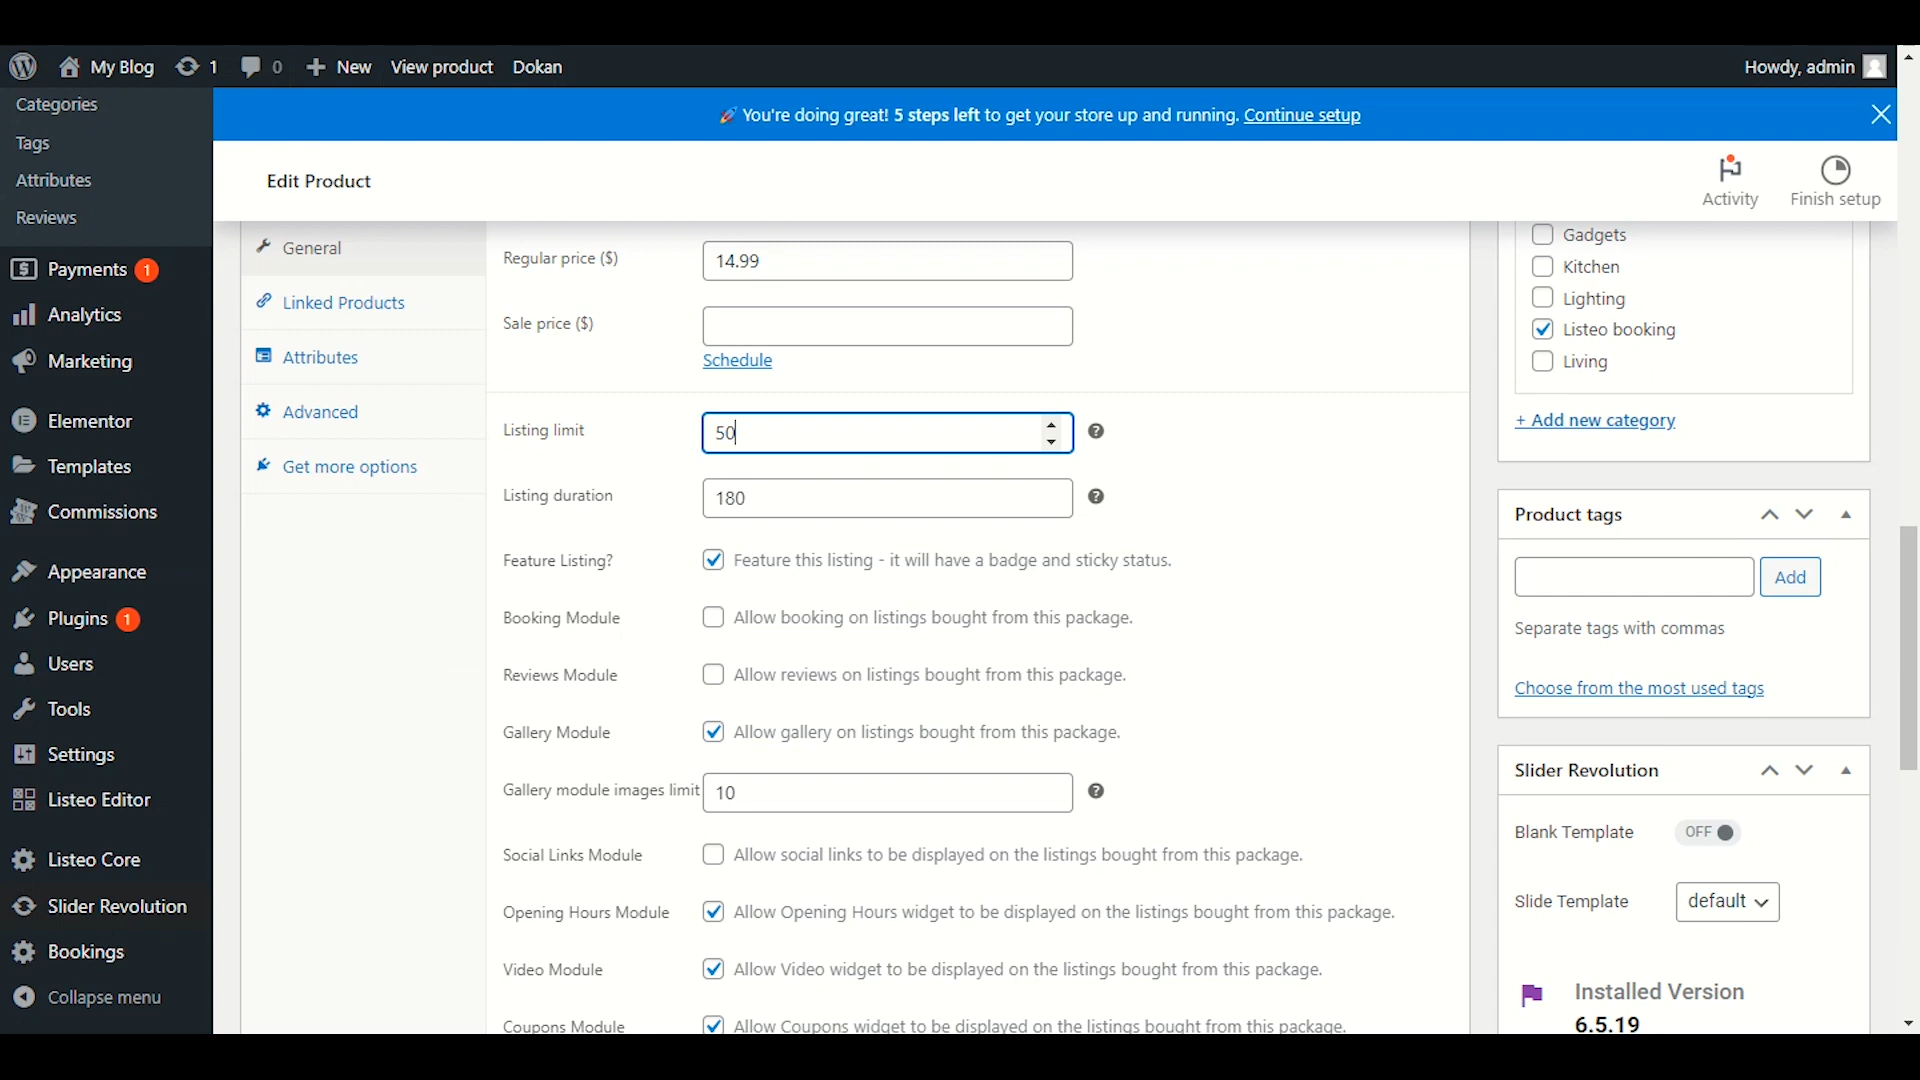 My Blog 1 0 New View product Dokan Howdy, admin
Categories
Tags
Attributes
Reviews
Payments 1
Analytics
Marketing
Elementor
Templates
Commissions
Appearance
Plugins 1
Users
Tools
Settings
Listeo Editor
Listeo Core
Slider Revolution
Bookings
Collapse menu
🚀 You're doing great! 5 steps left to get your store up and running. Continue setup
Edit Product
Activity
Finish setup
General
Linked Products
Attributes
Advanced
Get more options
Regular price ($) 14.99
Sale price ($)
Schedule
Listing limit 50
Listing duration 180
Feature Listing? Feature this listing - it will have a badge and sticky status.
Booking Module Allow booking on listings bought from this package.
Reviews Module Allow reviews on listings bought from this package.
Gallery Module Allow gallery on listings bought from this package.
Gallery module images limit 10
Social Links Module Allow social links to be displayed on the listings bought from this package.
Opening Hours Module Allow Opening Hours widget to be displayed on the listings bought from this package.
Video Module Allow Video widget to be displayed on the listings bought from this package.
Coupons Module Allow Coupons widget to be displayed on the listings bought from this package.
Gadgets
Kitchen
Lighting
Listeo booking
Living
+ Add new category
Product tags
Add
Separate tags with commas
Choose from the most used tags
Slider Revolution
Blank Template OFF
Slide Template default
Installed Version
6.5.19